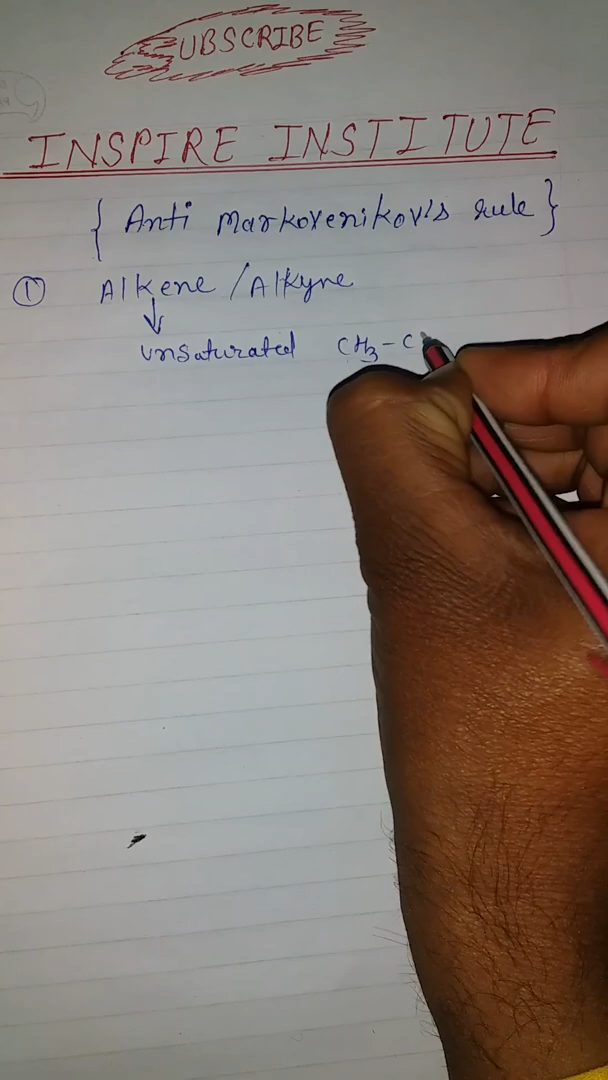 SUBSCRIBE
INSPIRE INSTITUTE
{ Anti Markovenikov's rule }
① Alkene / Alkyne
↓
unsaturated CH₃-C